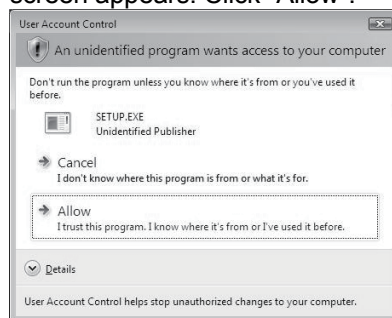 screen appears. Click "Allow".
User Account Control
An unidentified program wants access to your computer
Don't run the program unless you know where it's from or you've used it
before.
SETUP.EXE
Unidentified Publisher
Cancel
I don't know where this program is from or what it's for.
Allow
I trust this program. I know where it's from or I've used it before.
Details
User Account Control helps stop unauthorized changes to your computer.